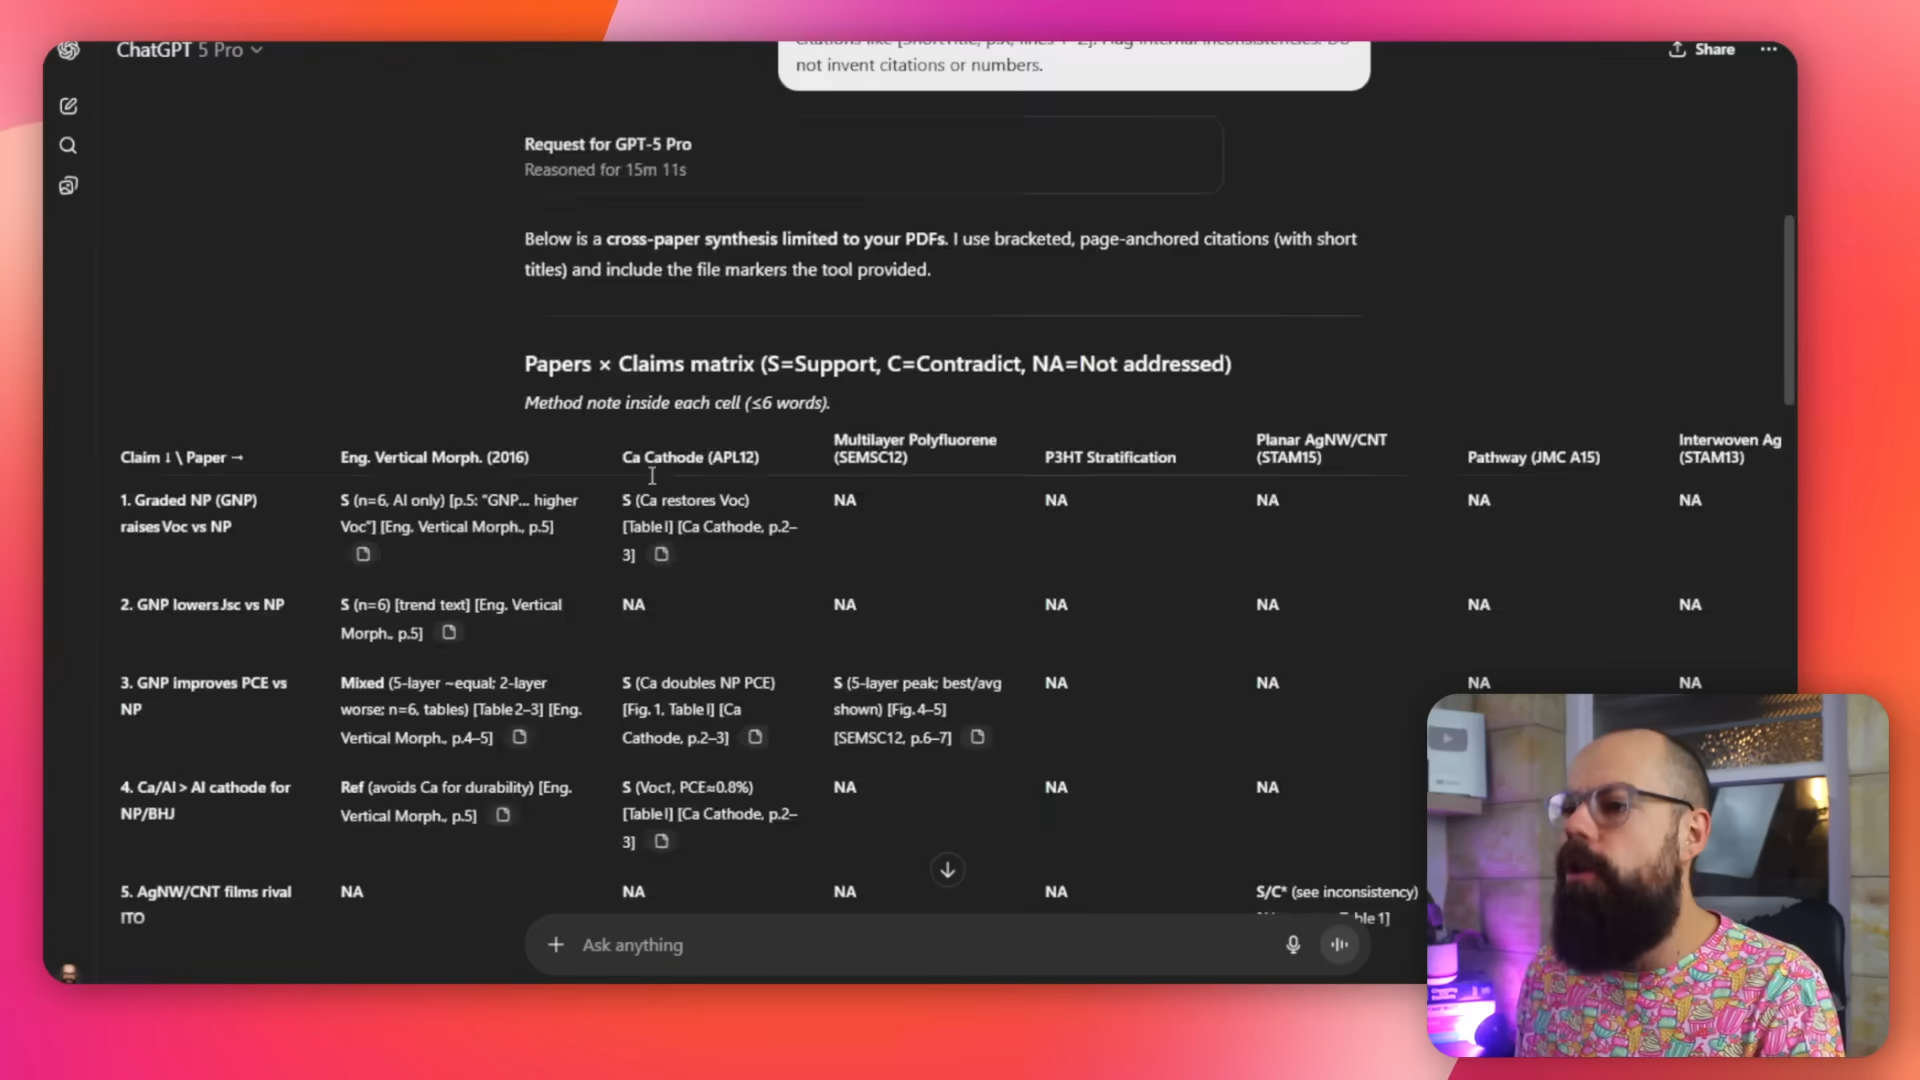 ChatGPT 5 Pro
Share
not invent citations or numbers.
Request for GPT-5 Pro
Reasoned for 15m 11s
Below is a cross-paper synthesis limited to your PDFs. I use bracketed, page-anchored citations (with short
titles) and include the file markers the tool provided.
Papers × Claims matrix (S=Support, C=Contradict, NA=Not addressed)
Method note inside each cell (≤6 words).
Claim ↓ \ Paper →
Eng. Vertical Morph. (2016)
Ca Cathode (APL12)
Multilayer Polyfluorene
(SEMSC12)
P3HT Stratification
Planar AgNW/CNT
(STAM15)
Pathway (JMC A15)
Interwoven Ag
(STAM13)
1. Graded NP (GNP)
raises Voc vs NP
S (n=6, Al only) [p.5: "GNP... higher
Voc"] [Eng. Vertical Morph., p.5]
S (Ca restores Voc)
[Table I] [Ca Cathode, p.2–
3]
NA
NA
NA
NA
NA
2. GNP lowers Jsc vs NP
S (n=6) [trend text] [Eng. Vertical
Morph., p.5]
NA
NA
NA
NA
NA
NA
3. GNP improves PCE vs
NP
Mixed (5-layer ~equal; 2-layer
worse; n=6, tables) [Table 2–3] [Eng.
Vertical Morph., p.4–5]
S (Ca doubles NP PCE)
[Fig. 1, Table I] [Ca
Cathode, p.2–3]
S (5-layer peak; best/avg
shown) [Fig. 4–5]
[SEMSC12, p.6–7]
NA
NA
NA
NA
4. Ca/Al > Al cathode for
NP/BHJ
Ref (avoids Ca for durability) [Eng.
Vertical Morph., p.5]
S (Voc↑, PCE≈0.8%)
[Table I] [Ca Cathode, p.2–
3]
NA
NA
NA
5. AgNW/CNT films rival
ITO
NA
NA
NA
NA
S/C* (see inconsistency)
ble 1]
Ask anything